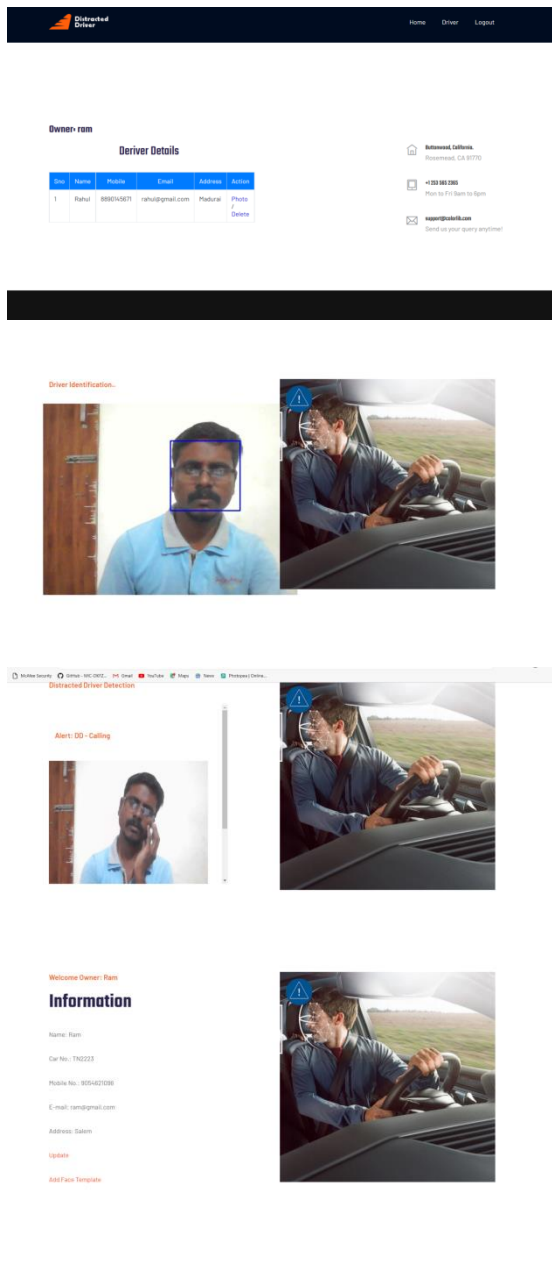 Distracted
Driver
Home Driver Logout
Owner: ram
Deriver Details
Sno Name Mobile Email Address Action
1 Rahul 8890145671 rahul@gmail.com Madurai Photo
/
Delete
Buttonwood, California.
Rosemead, CA 91770
+1 253 565 2365
Mon to Fri 9am to 6pm
support@colorlib.com
Send us your query anytime!
Driver Identification..
McAfee Security GitHub - Gmail YouTube Maps News Online...
Distracted Driver Detection
Alert: DD - Calling
Welcome Owner: Ram
Information
Name: Ram
Car No.: TN2233
Mobile No.: 9054621096
E-mail: ram@gmail.com
Address: Salem
Update
Add Face Template